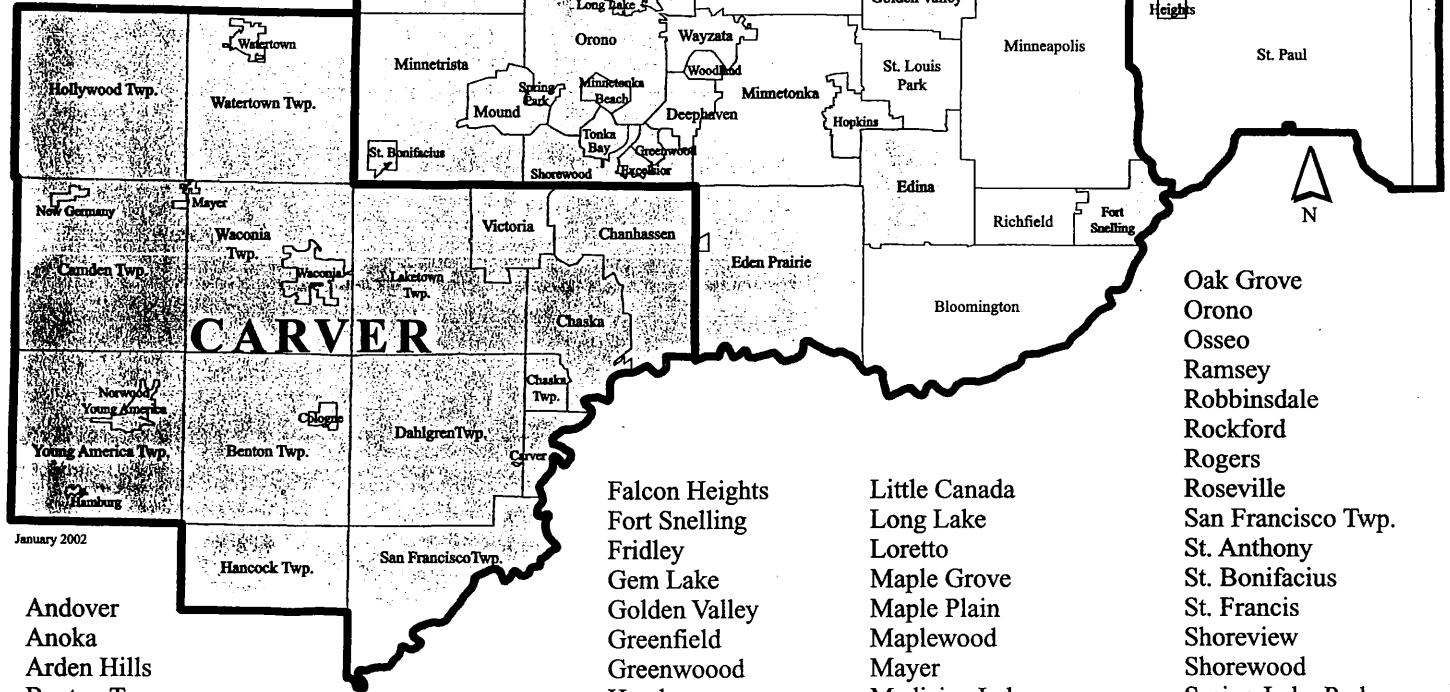 Long Lake
Golden Valley
Heights
Orono
Wayzata
Minneapolis
Watertown
St. Paul
Minnetrista
St. Louis
Park
Woodland
Hollywood Twp.
Watertown Twp.
Spring
Park
Minnetonka
Beach
Minnetonka
Mound
Deephaven
Hopkins
Tonka
Bay
St. Bonifacius
Greenwood
Excelsior
Shorewood
Edina
New Germany
Mayer
N
Victoria
Richfield
Fort
Snelling
Waconia
Twp.
Chanhassen
Camden Twp.
Waconia
Laketown
Twp.
Eden Prairie
Bloomington
CARVER
Chaska
Chaska
Twp.
Norwood
Young America
Cologne
Dahlgren Twp.
Young America Twp.
Benton Twp.
Carver
Hamburg
January 2002
Hancock Twp.
San Francisco Twp.
Andover
Anoka
Arden Hills
Falcon Heights
Fort Snelling
Fridley
Gem Lake
Golden Valley
Greenfield
Greenwoood
Little Canada
Long Lake
Loretto
Maple Grove
Maple Plain
Maplewood
Mayer
Oak Grove
Orono
Osseo
Ramsey
Robbinsdale
Rockford
Rogers
Roseville
San Francisco Twp.
St. Anthony
St. Bonifacius
St. Francis
Shoreview
Shorewood